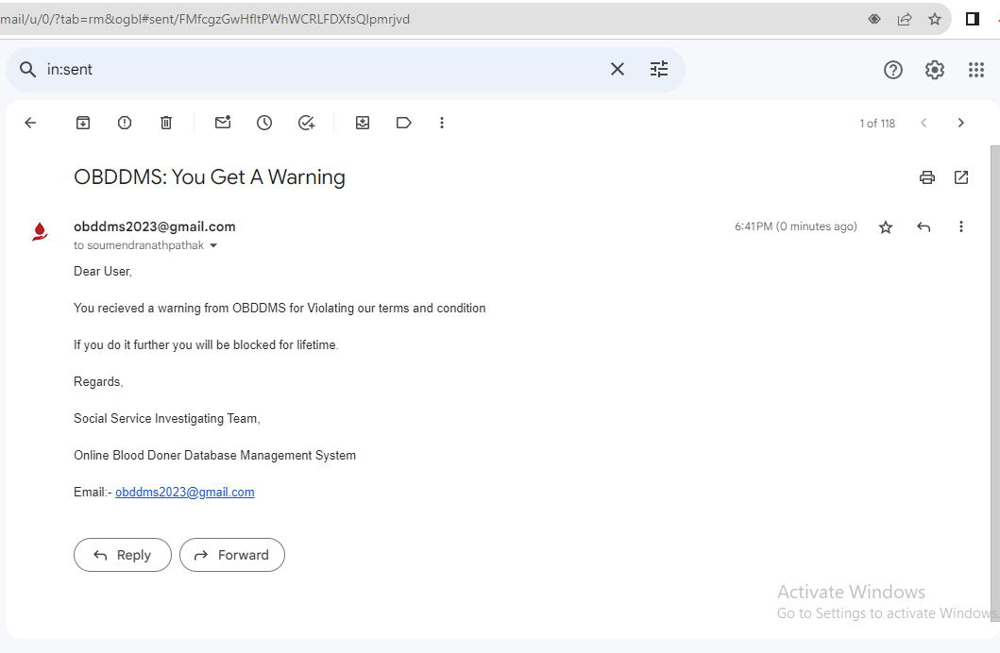 mail/u/0/?tab=rm&ogbl#sent/FMfcgzGwHfltPWhWCRLFDXfsQlpmrjvd
in:sent
1 of 118
OBDDMS: You Get A Warning
obddms2023@gmail.com
6:41 PM (0 minutes ago)
to soumendranathpathak
Dear User,
You recieved a warning from OBDDMS for Violating our terms and condition
If you do it further you will be blocked for lifetime.
Regards,
Social Service Investigating Team,
Online Blood Doner Database Management System
Email:- obddms2023@gmail.com
Reply
Forward
Activate Windows
Go to Settings to activate Windows.